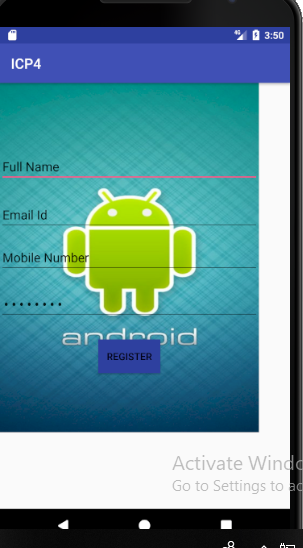 3:50
ICP4
Full Name
Email Id
Mobile Number
••••••••
android
REGISTER
Activate Windo
Go to Settings to ac